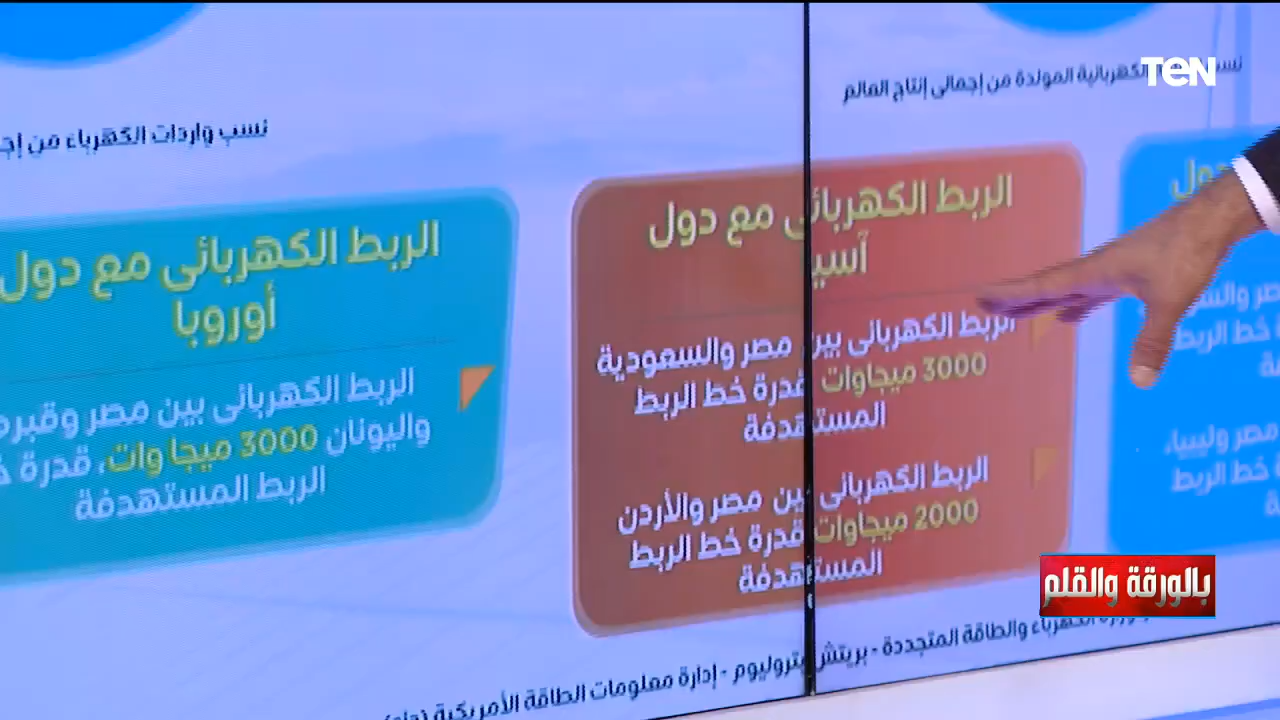 TEN
الكهربائية المولدة من إجمالى إنتاج العالم
نسب واردات الكهرباء من
دول
خط الربط
مصر وليبيا،
خط الربط
الربط الكهربائى مع دول
آسيا
الربط الكهربائى بين مصر والسعودية
3000 ميجاوات قدرة خط الربط
المستهدفة
الربط الكهربائى بين مصر والأردن
2000 ميجاوات قدرة خط الربط
المستهدفة
الربط الكهربائى مع دول
أوروبا
الربط الكهربائى بين مصر وقبرص
واليونان 3000 ميجا وات، قدرة
الربط المستهدفة
الكهرباء والطاقة المتجددة - بريتش بتروليوم - إدارة معلومات الطاقة الأمريكية
بالورقة والقلم